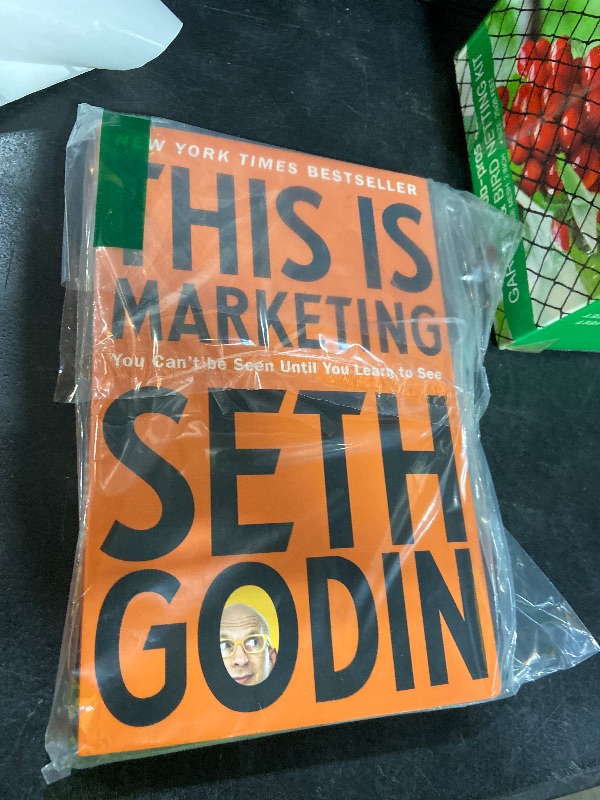 NEW YORK TIMES BESTSELLER
THIS IS
MARKETING
You Can't be Seen Until You Learn to See
SETH
GODIN
BIRD NETTING KIT